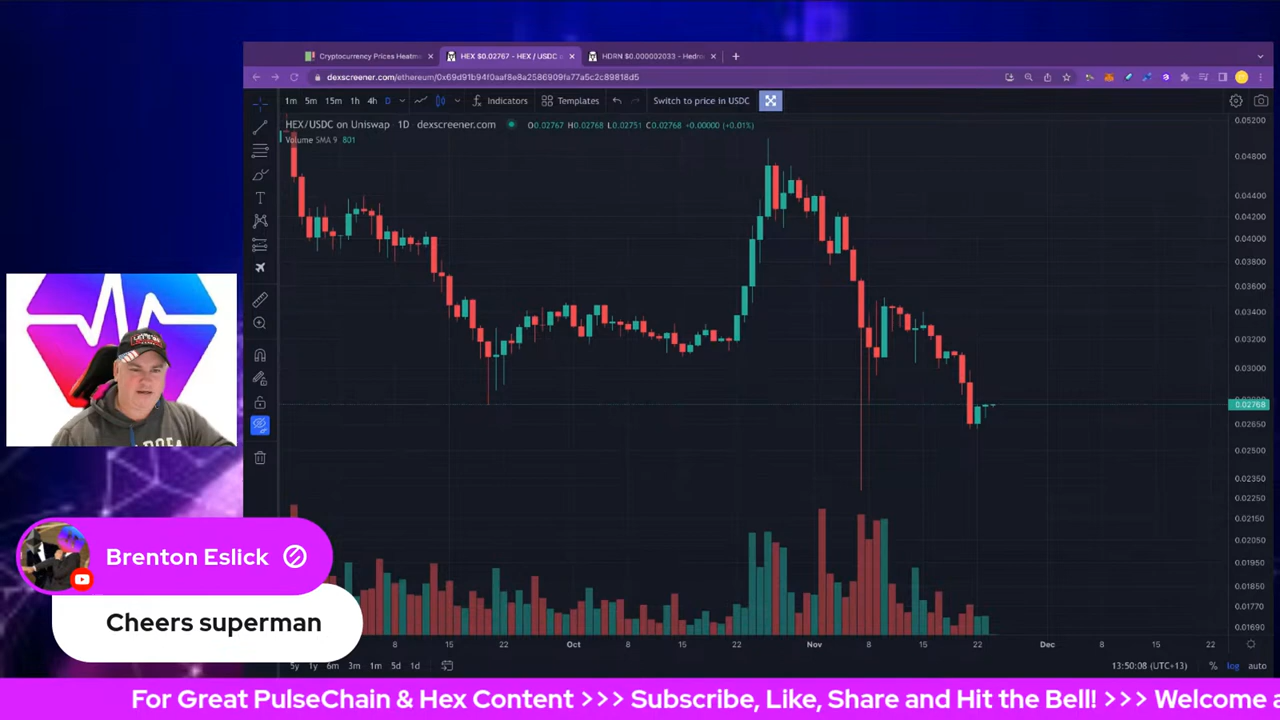 Cryptocurrency Prices Heatm
HEX $0.02767 - HEX / USDC
HDRN $0.000002033 - Hedro
dexscreener.com/ethereum/0x69d91b94f0aaf8e8a2586909fa77a5c2c89818d5
1m 5m 15m 1h 4h D Indicators Templates Switch to price in USDC
HEX/USDC on Uniswap 1D dexscreener.com O0.02767 H0.02768 L0.02751 C0.02768 +0.00000 (+0.01%)
Volume SMA 9 801
0.05200
0.04800
0.04400
0.04200
0.04000
0.03800
0.03600
0.03400
0.03200
0.03000
0.02768
0.02650
0.02500
0.02350
0.02250
0.02150
0.02050
0.01950
0.01850
0.01770
0.01690
8 15 22 Oct 8 15 22 Nov 8 15 22 Dec 8 15 22
5y 1y 6m 3m 1m 5d 1d 13:50:08 (UTC+13) % log auto
Brenton Eslick
Cheers superman
For Great PulseChain & Hex Content >>> Subscribe, Like, Share and Hit the Bell! >>> Welcome a